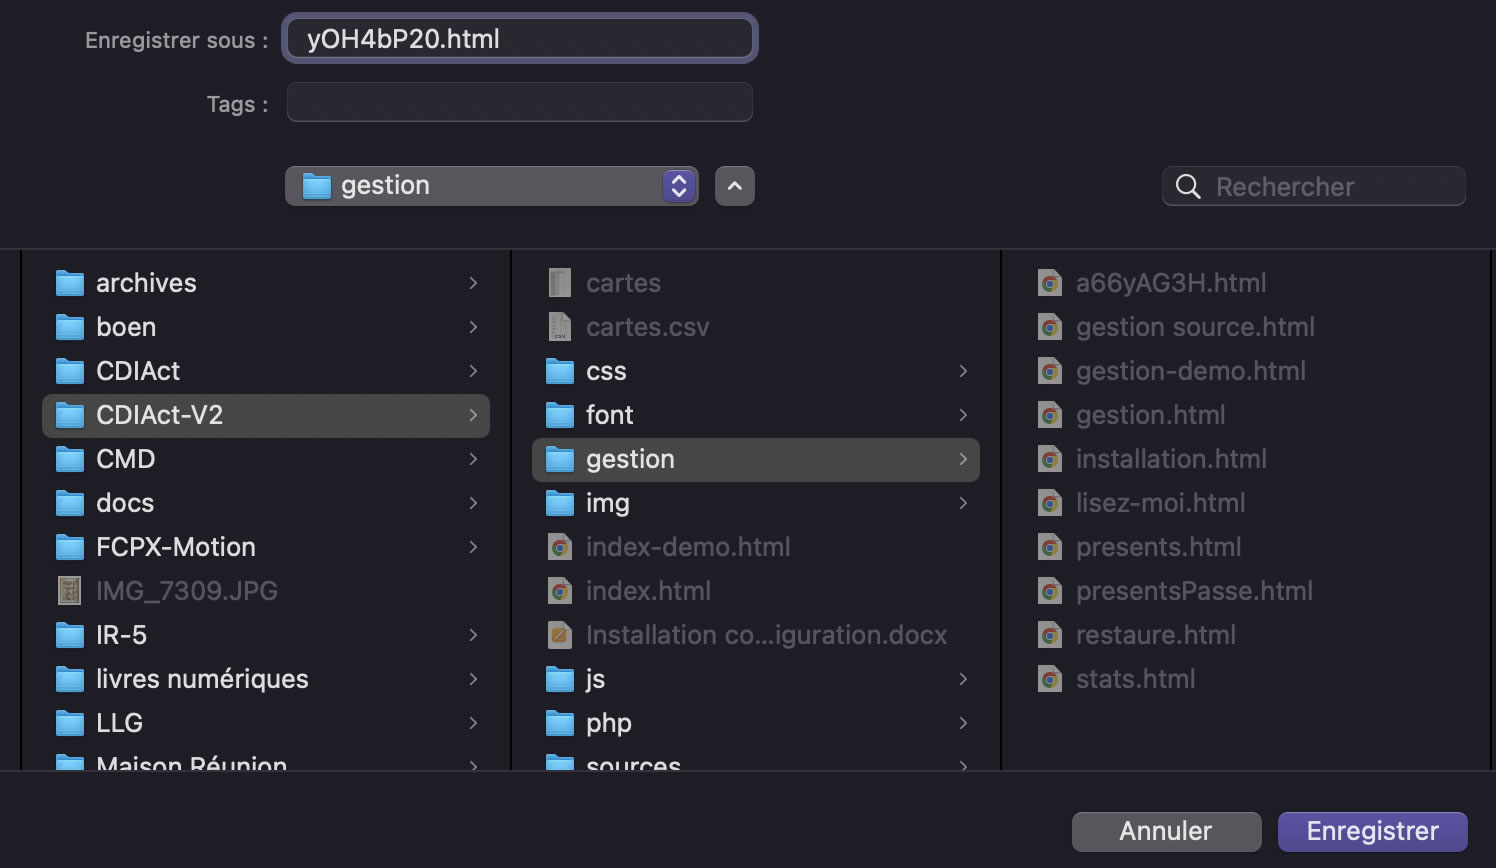 Enregistrer sous :
yOH4bP20.html
Tags :
gestion
Rechercher
archives
boen
CDIAct
CDIAct-V2
CMD
docs
FCPX-Motion
IMG_7309.JPG
IR-5
livres numériques
LLG
Maison Réunion
cartes
cartes.csv
css
font
gestion
img
index-demo.html
index.html
Installation co...iguration.docx
js
php
sources
a66yAG3H.html
gestion source.html
gestion-demo.html
gestion.html
installation.html
lisez-moi.html
presents.html
presentsPasse.html
restaure.html
stats.html
Annuler
Enregistrer